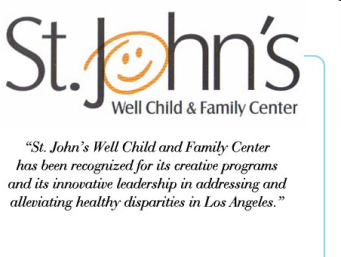 St. John's
Well Child & Family Center
“St. John's Well Child and Family Center
has been recognized for its creative programs
and its innovative leadership in addressing and
alleviating healthy disparities in Los Angeles.”